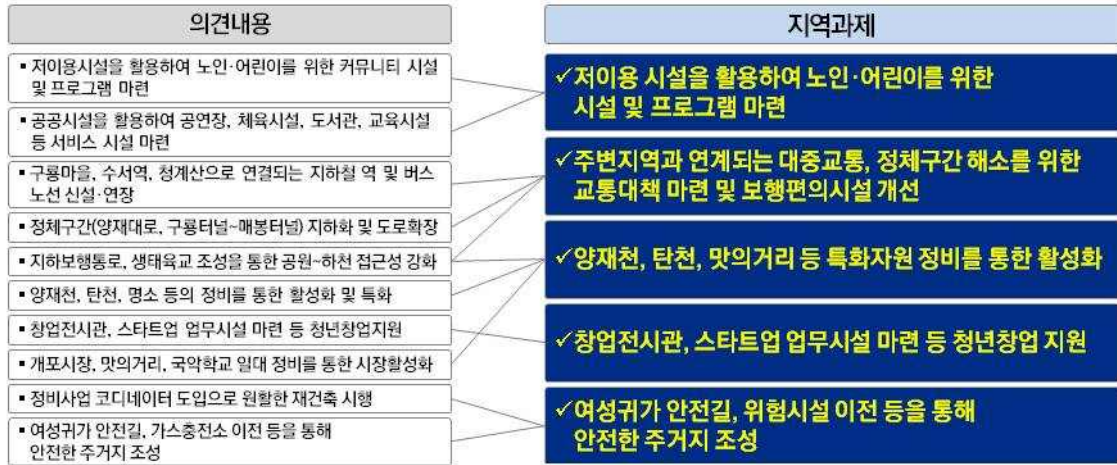 의견내용
▪ 저이용시설을 활용하여 노인·어린이를 위한 커뮤니티 시설
및 프로그램 마련
▪ 공공시설을 활용하여 공연장, 체육시설, 도서관, 교육시설
등 서비스 시설 마련
▪ 구룡마을, 수서역, 청계산으로 연결되는 지하철 역 및 버스
노선 신설·연장
▪ 정체구간(양재대로, 구룡터널~매봉터널) 지하화 및 도로확장
▪ 지하보행통로, 생태육교 조성을 통한 공원~하천 접근성 강화
▪ 양재천, 탄천, 명소 등의 정비를 통한 활성화 및 특화
▪ 창업전시관, 스타트업 업무시설 마련 등 청년창업지원
▪ 개포시장, 맛의거리, 국악학교 일대 정비를 통한 시장활성화
▪ 정비사업 코디네이터 도입으로 원활한 재건축 시행
▪ 여성귀가 안전길, 가스충전소 이전 등을 통해
안전한 주거지 조성
지역과제
✓저이용 시설을 활용하여 노인·어린이를 위한
시설 및 프로그램 마련
✓주변지역과 연계되는 대중교통, 정체구간 해소를 위한
교통대책 마련 및 보행편의시설 개선
✓양재천, 탄천, 맛의거리 등 특화자원 정비를 통한 활성화
✓창업전시관, 스타트업 업무시설 마련 등 청년창업 지원
✓여성귀가 안전길, 위험시설 이전 등을 통해
안전한 주거지 조성